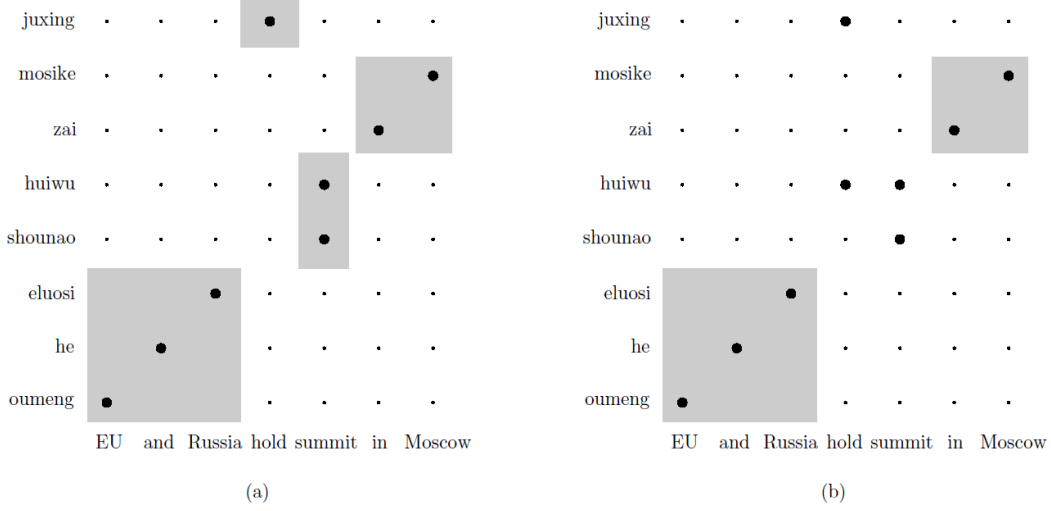 juxing
mosike
zai
huiwu
shounao
eluosi
he
oumeng
EU and Russia hold summit in Moscow
(a)
juxing
mosike
zai
huiwu
shounao
eluosi
he
oumeng
EU and Russia hold summit in Moscow
(b)